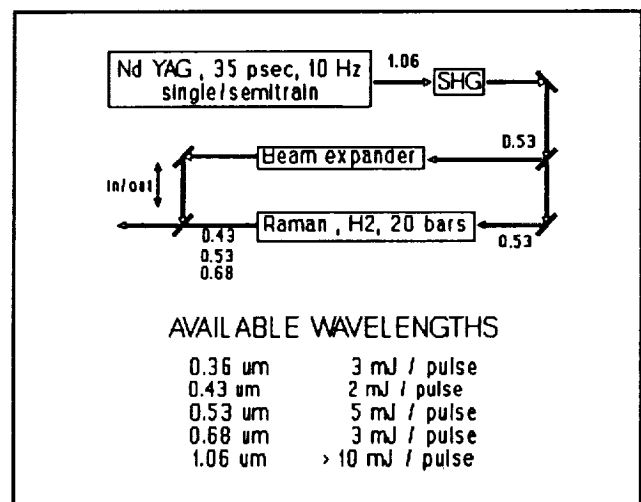 Nd YAG , 35 psec, 10 Hz
single/semitrain
1.06
SHG
0.53
Beam expander
in/out
Raman , H2, 20 bars
0.53
0.43
0.53
0.68
AVAILABLE WAVELENGTHS
0.36 um 3 mJ / pulse
0.43 um 2 mJ / pulse
0.53 um 5 mJ / pulse
0.68 um 3 mJ / pulse
1.06 um > 10 mJ / pulse